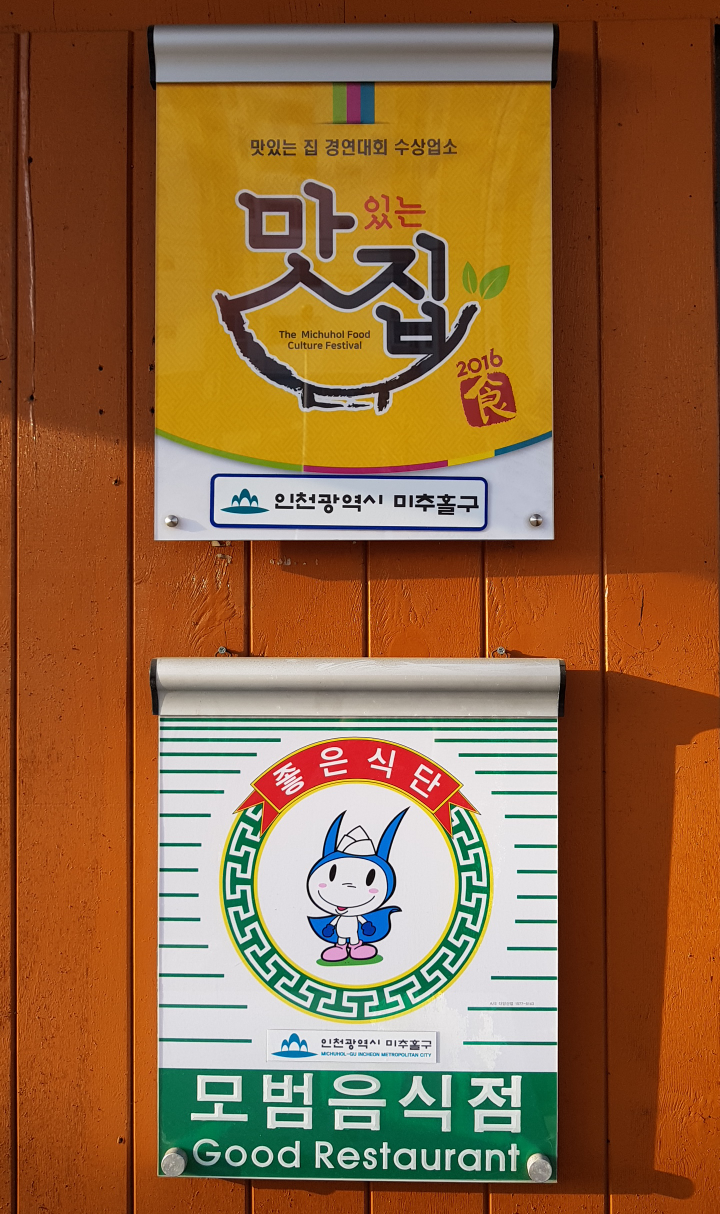 맛있는 집 경연대회 수상업소
맛있는
집
The Michuhol Food
Culture Festival
2016
食
인천광역시 미추홀구
좋은식단
인천광역시 미추홀구
MICHUHOL-GU INCHEON METROPOLITAN CITY
모범음식점
Good Restaurant